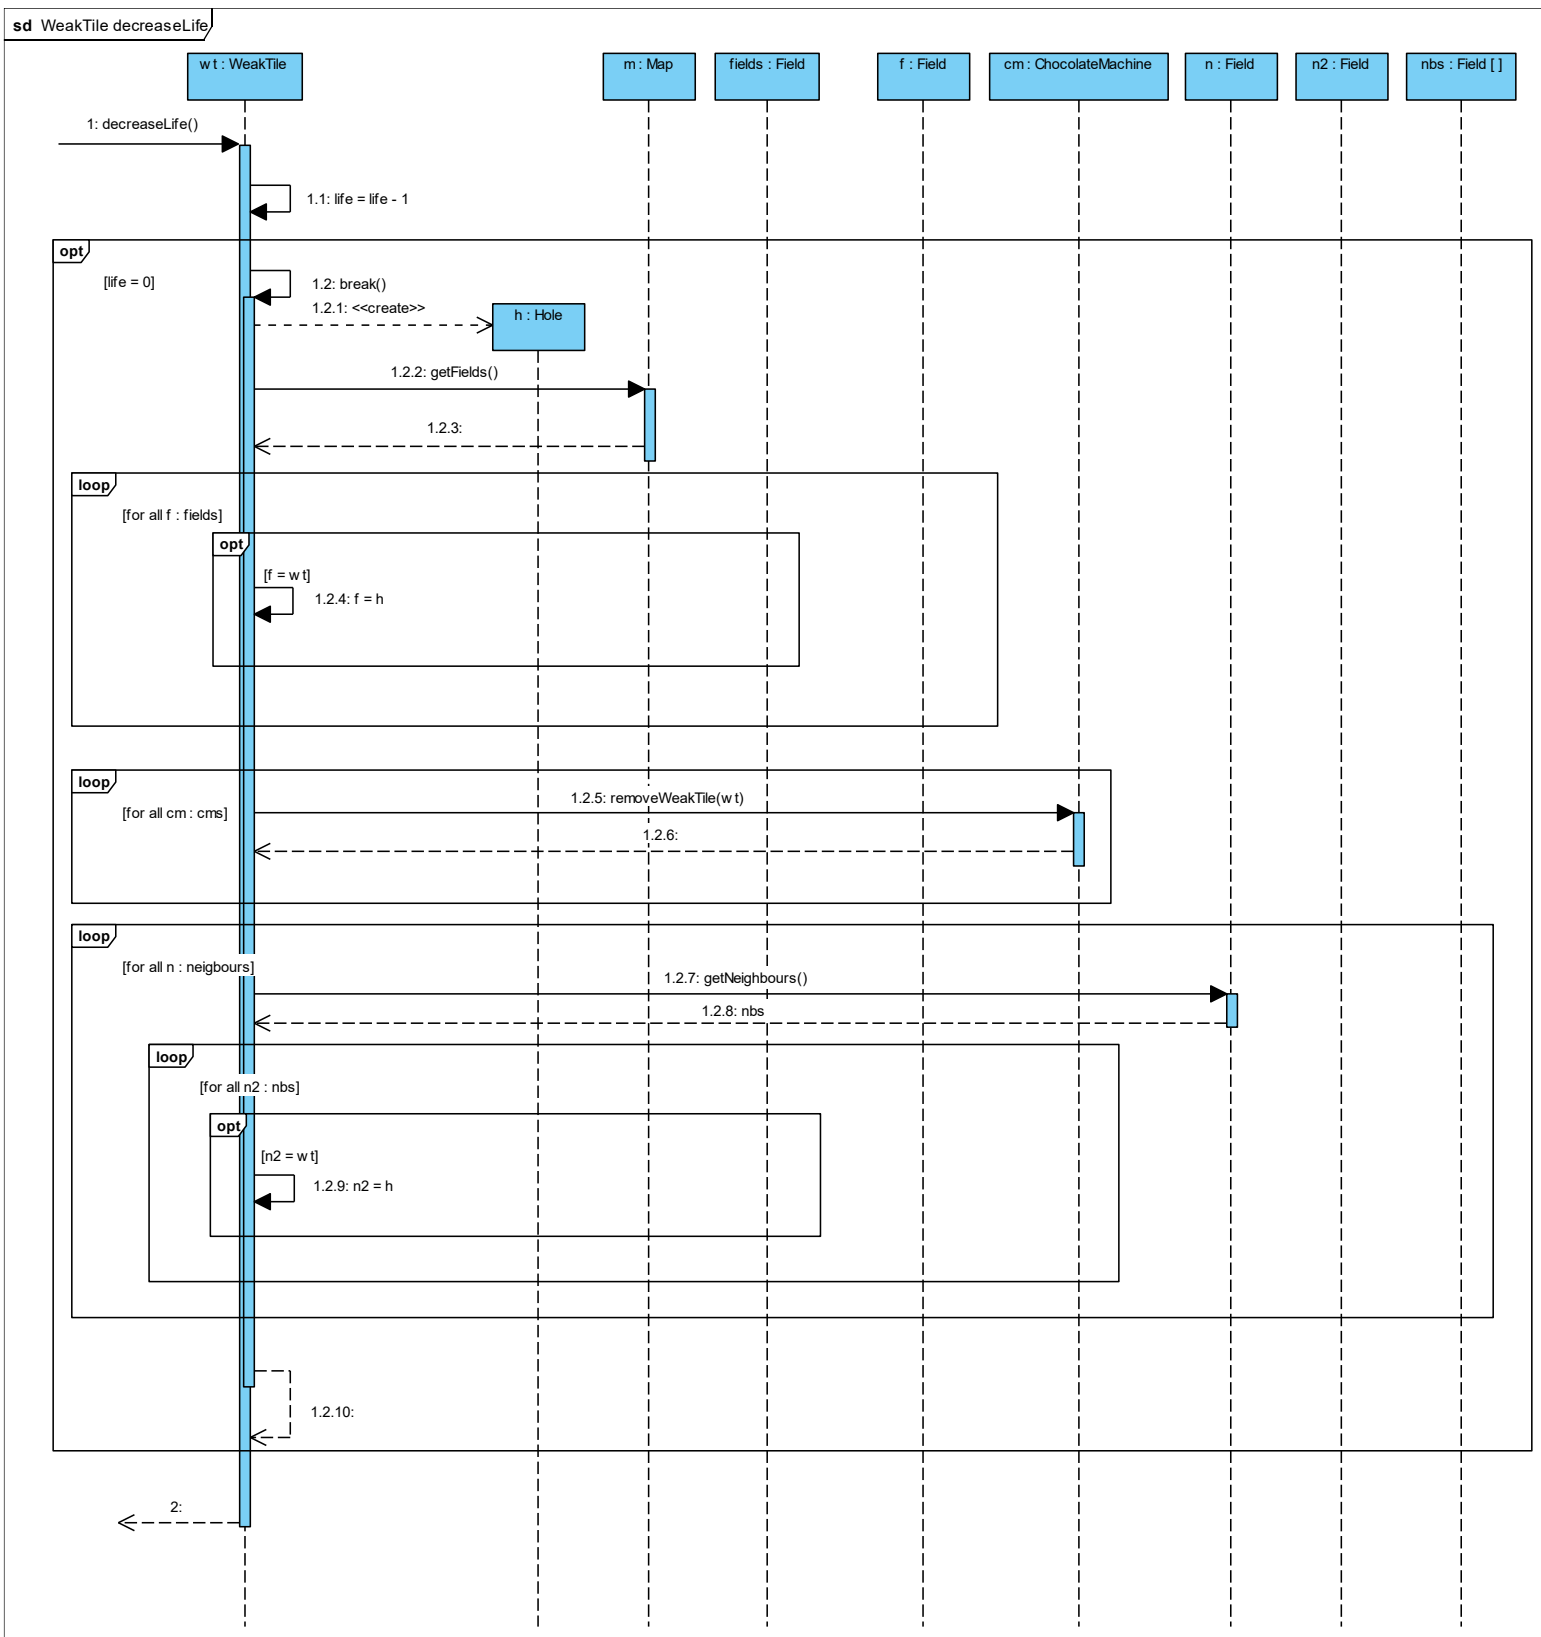 sd WeakTile decreaseLife
wt : WeakTile
m : Map
fields : Field
f : Field
cm : ChocolateMachine
n : Field
n2 : Field
nbs : Field [ ]
1: decreaseLife()
1.1: life = life - 1
opt
[life = 0]
1.2: break()
1.2.1: <<create>>
h : Hole
1.2.2: getFields()
1.2.3:
loop
[for all f : fields]
opt
[f = wt]
1.2.4: f = h
loop
[for all cm : cms]
1.2.5: removeWeakTile(wt)
1.2.6:
loop
[for all n : neigbours]
1.2.7: getNeighbours()
1.2.8: nbs
loop
[for all n2 : nbs]
opt
[n2 = wt]
1.2.9: n2 = h
1.2.10:
2: